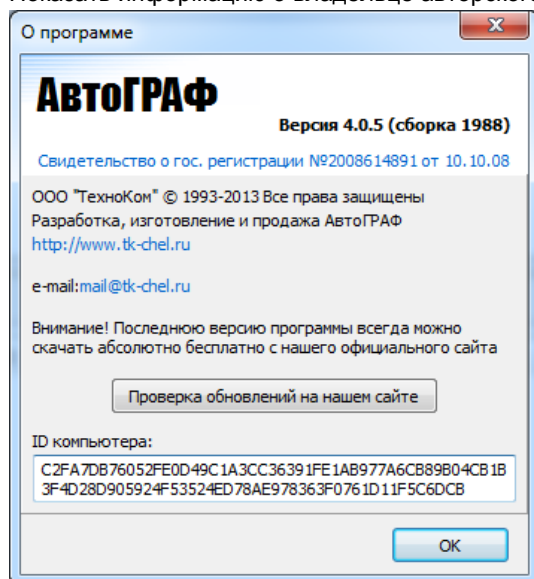 О программе
АвтоГРАФ
Версия 4.0.5 (сборка 1988)
Свидетельство о гос. регистрации №2008614891 от 10.10.08
ООО "ТехноКом" © 1993-2013 Все права защищены
Разработка, изготовление и продажа АвтоГРАФ
http://www.tk-chel.ru
e-mail:mail@tk-chel.ru
Внимание! Последнюю версию программы всегда можно
скачать абсолютно бесплатно с нашего официального сайта
Проверка обновлений на нашем сайте
ID компьютера:
C2FA7DB76052FE0D49C1A3CC36391FE1AB977A6CB89B04CB1B
3F4D28D905924F53524ED78AE978363F0761D11F5C6DCB
OK